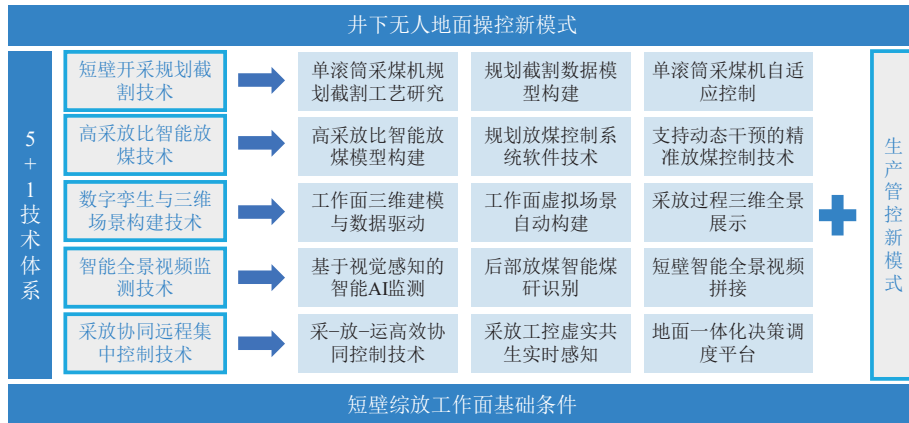 井下无人地面操控新模式
5+1技术体系
短壁开采规划截
割技术
单滚筒采煤机规
划截割工艺研究
规划截割数据模
型构建
单滚筒采煤机自适
应控制
高采放比智能放
煤技术
高采放比智能放
煤模型构建
规划放煤控制系
统软件技术
支持动态干预的精
准放煤控制技术
数字孪生与三维
场景构建技术
工作面三维建模
与数据驱动
工作面虚拟场景
自动构建
采放过程三维全景
展示
智能全景视频监
测技术
基于视觉感知的
智能AI监测
后部放煤智能煤
矸识别
短壁智能全景视频
拼接
采放协同远程集
中控制技术
采-放-运高效协
同控制技术
采放工控虚实共
生实时感知
地面一体化决策调
度平台
生产管控新模式
短壁综放工作面基础条件